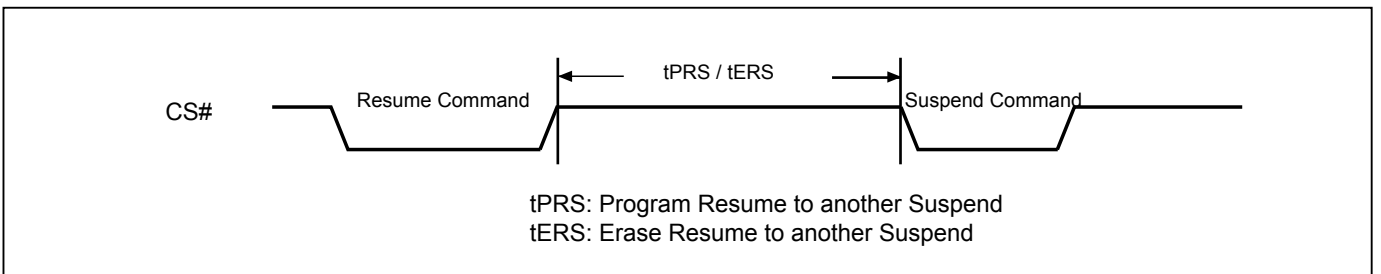 tPRS / tERS
Resume Command
Suspend Command
CS#
tPRS: Program Resume to another Suspend
tERS: Erase Resume to another Suspend